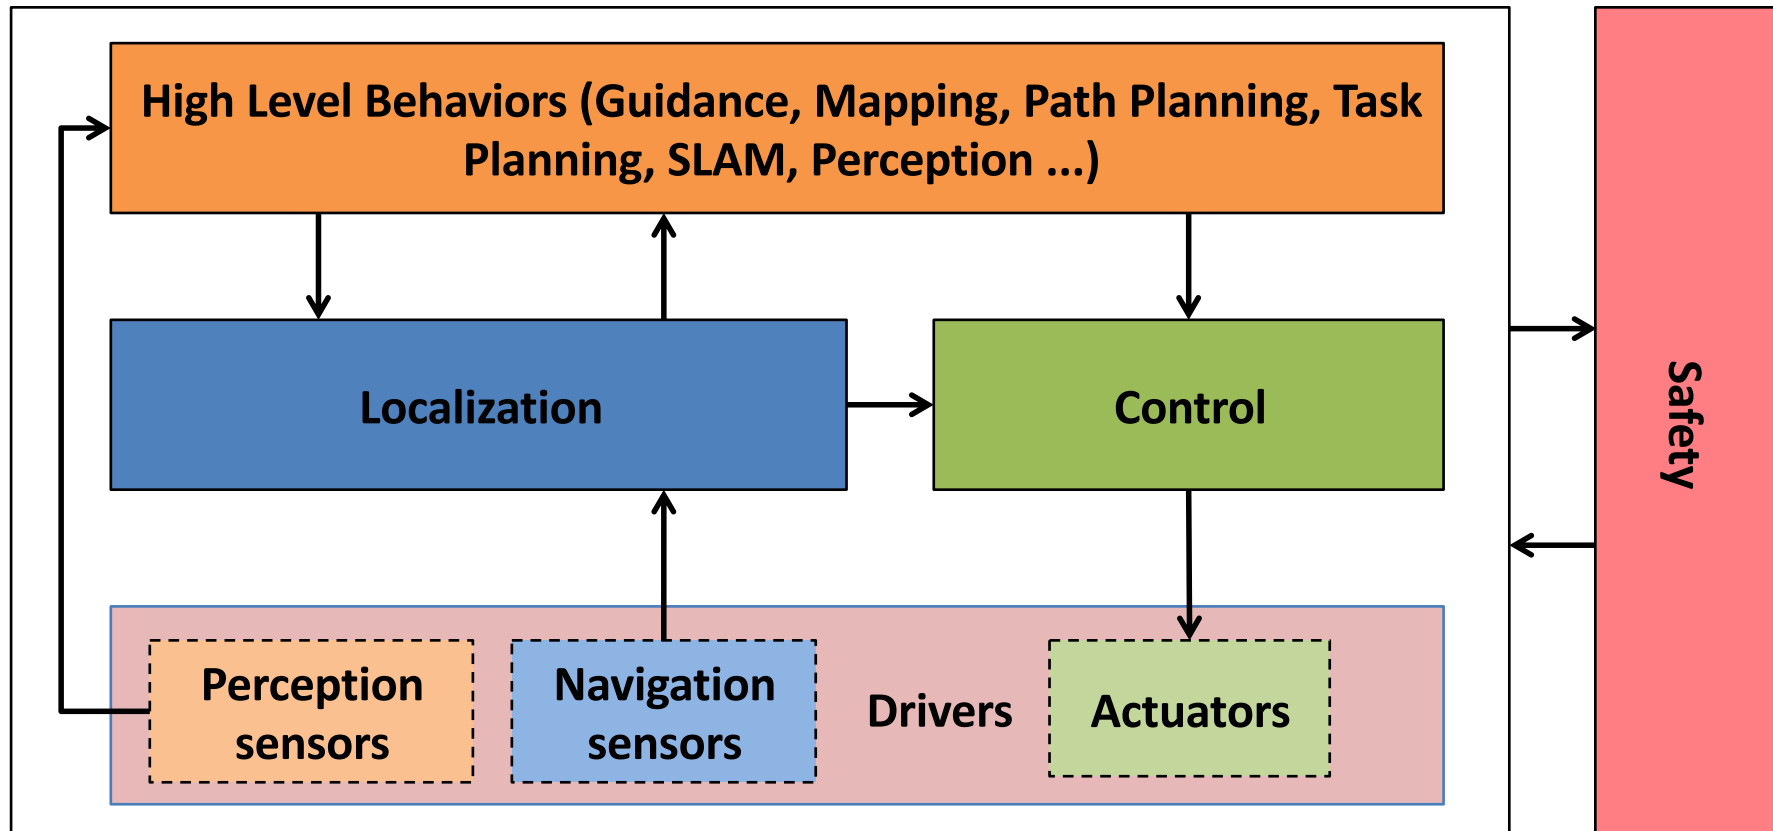 High Level Behaviors (Guidance, Mapping, Path Planning, Task
Planning, SLAM, Perception ...)
Localization
Control
Safety
Perception
sensors
Navigation
sensors
Drivers
Actuators